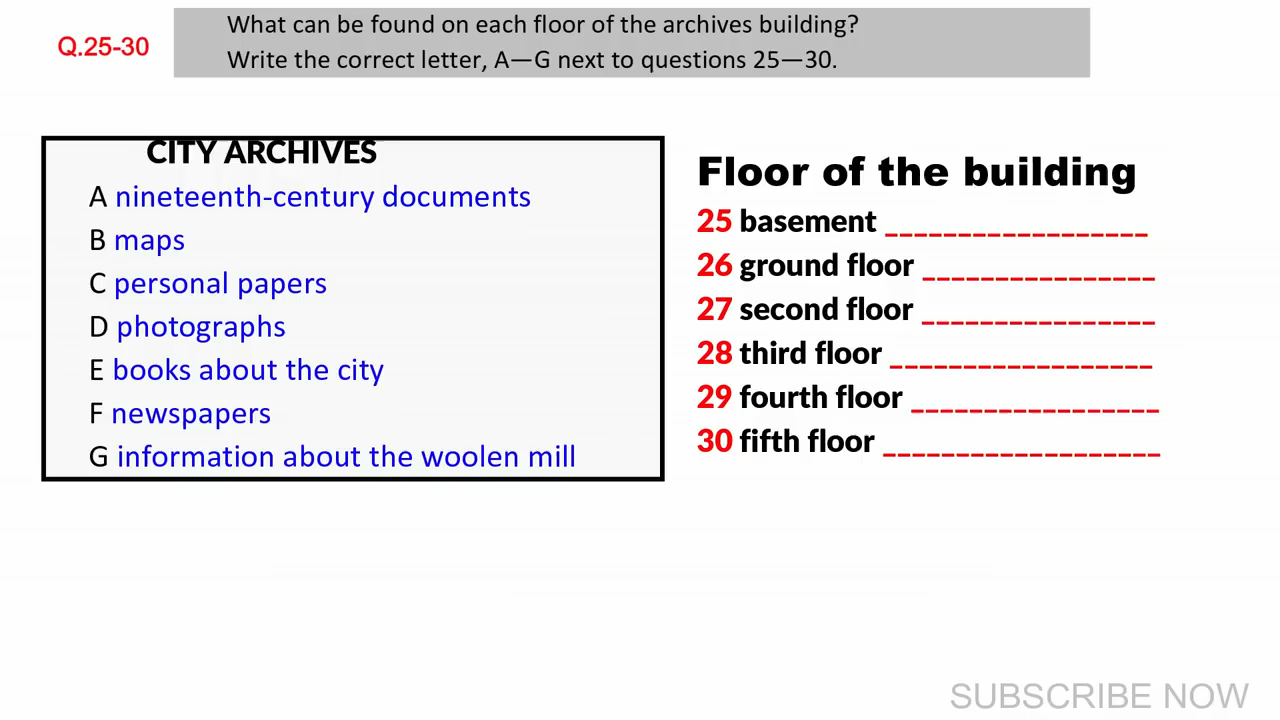 Q.25-30
What can be found on each floor of the archives building?
Write the correct letter, A—G next to questions 25—30.
CITY ARCHIVES
A nineteenth-century documents
B maps
C personal papers
D photographs
E books about the city
F newspapers
G information about the woolen mill
Floor of the building
25 basement __________________
26 ground floor ________________
27 second floor ________________
28 third floor __________________
29 fourth floor _________________
30 fifth floor ___________________
SUBSCRIBE NOW